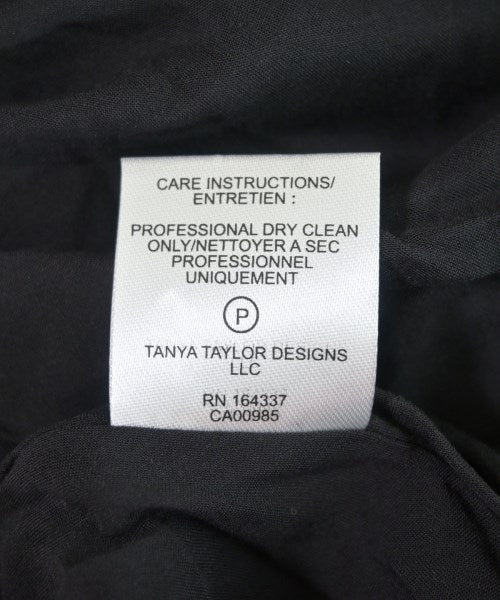 CARE INSTRUCTIONS/
ENTRETIEN :
PROFESSIONAL DRY CLEAN
ONLY/NETTOYER A SEC
PROFESSIONNEL
UNIQUEMENT
P
TANYA TAYLOR DESIGNS
LLC
RN 164337
CA00985